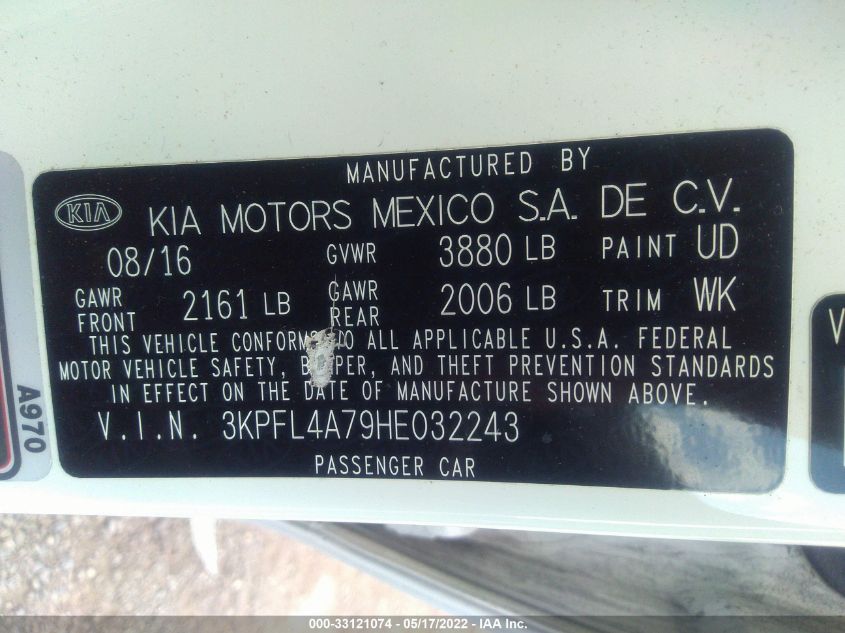 MANUFACTURED BY
KIA KIA MOTORS MEXICO S.A. DE C.V.
08/16 GVWR 3880 LB PAINT UD
GAWR FRONT 2161 LB GAWR REAR 2006 LB TRIM WK
THIS VEHICLE CONFORMS TO ALL APPLICABLE U.S.A. FEDERAL
MOTOR VEHICLE SAFETY, AND THEFT PREVENTION STANDARDS
IN EFFECT ON THE DATE OF MANUFACTURE SHOWN ABOVE.
V.I.N. 3KPFL4A79HE032243
PASSENGER CAR
A970
V
000-33121074 - 05/17/2022 - IAA Inc.